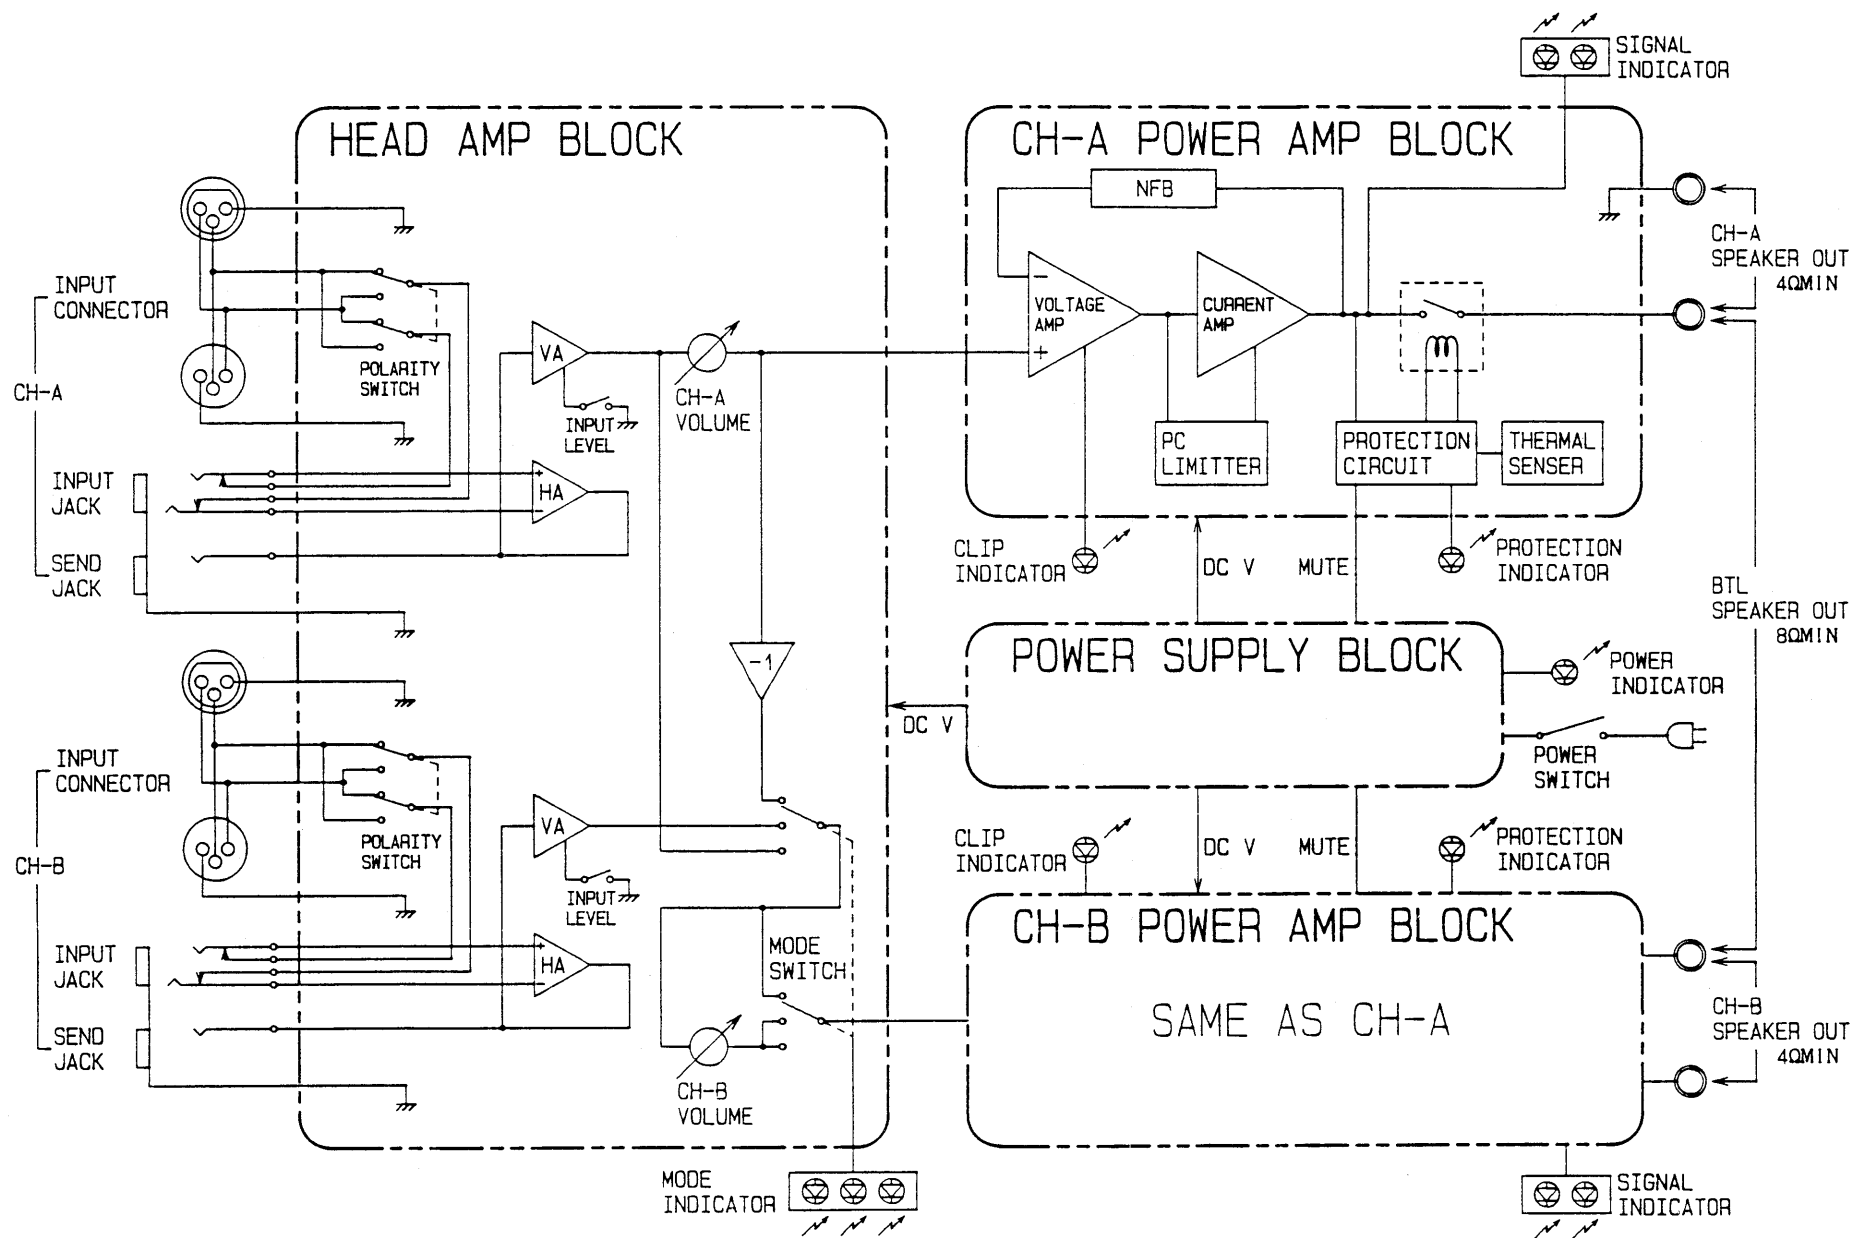 SIGNAL
INDICATOR
HEAD AMP BLOCK
CH-A POWER AMP BLOCK
NFB
CH-A
SPEAKER OUT
4ΩMIN
INPUT
CONNECTOR
VOLTAGE
AMP
CURRENT
AMP
-
+
POLARITY
SWITCH
VA
CH-A
CH-A
VOLUME
INPUT
LEVEL
PC
LIMITTER
PROTECTION
CIRCUIT
THERMAL
SENSER
INPUT
JACK
+
HA
-
SEND
JACK
CLIP
INDICATOR
DC V
MUTE
PROTECTION
INDICATOR
BTL
SPEAKER OUT
8ΩMIN
-1
POWER SUPPLY BLOCK
POWER
INDICATOR
DC V
POWER
SWITCH
INPUT
CONNECTOR
POLARITY
SWITCH
VA
CH-B
INPUT
LEVEL
CLIP
INDICATOR
DC V
MUTE
PROTECTION
INDICATOR
CH-B POWER AMP BLOCK
MODE
SWITCH
INPUT
JACK
+
HA
-
SAME AS CH-A
CH-B
SPEAKER OUT
4ΩMIN
SEND
JACK
CH-B
VOLUME
MODE
INDICATOR
SIGNAL
INDICATOR